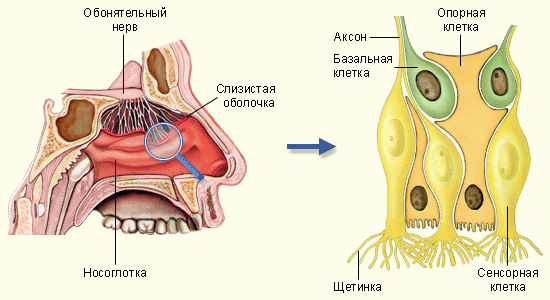 Обонятельный
нерв
Слизистая
оболочка
Носоглотка
Опорная
клетка
Аксон
Базальная
клетка
Щетинка
Сенсорная
клетка